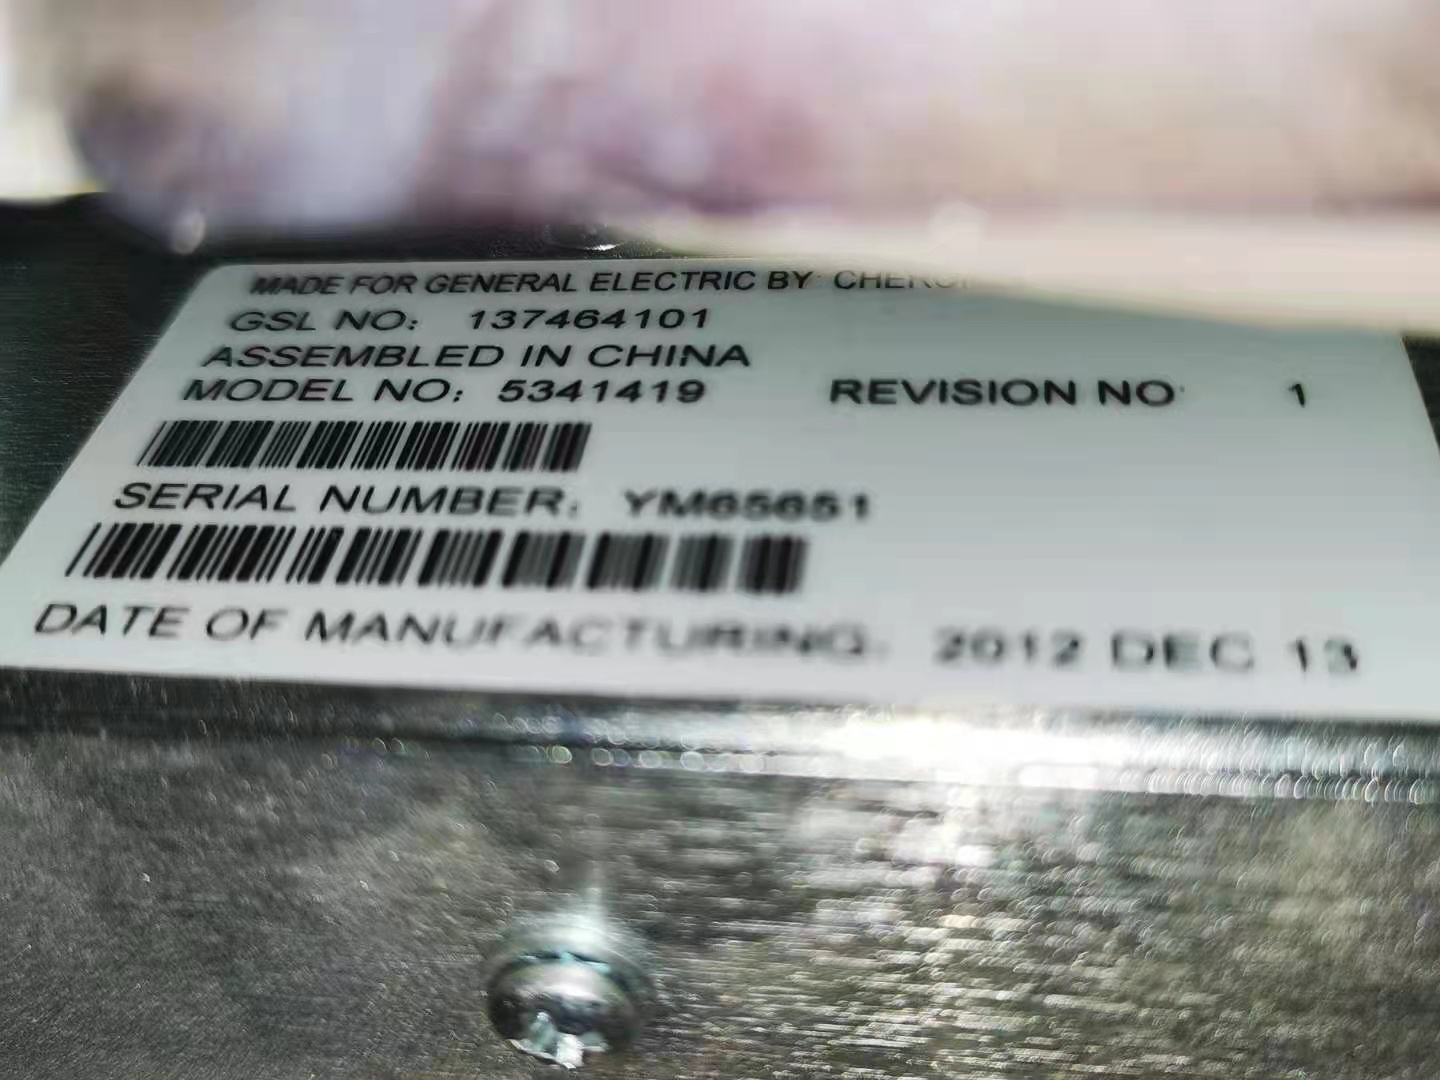 MADE FOR GENERAL ELECTRIC BY
GSL NO: 137464101
ASSEMBLED IN CHINA
MODEL NO: 5341419 REVISION NO: 1
SERIAL NUMBER: YM65651
DATE OF MANUFACTURING: 2012 DEC 13